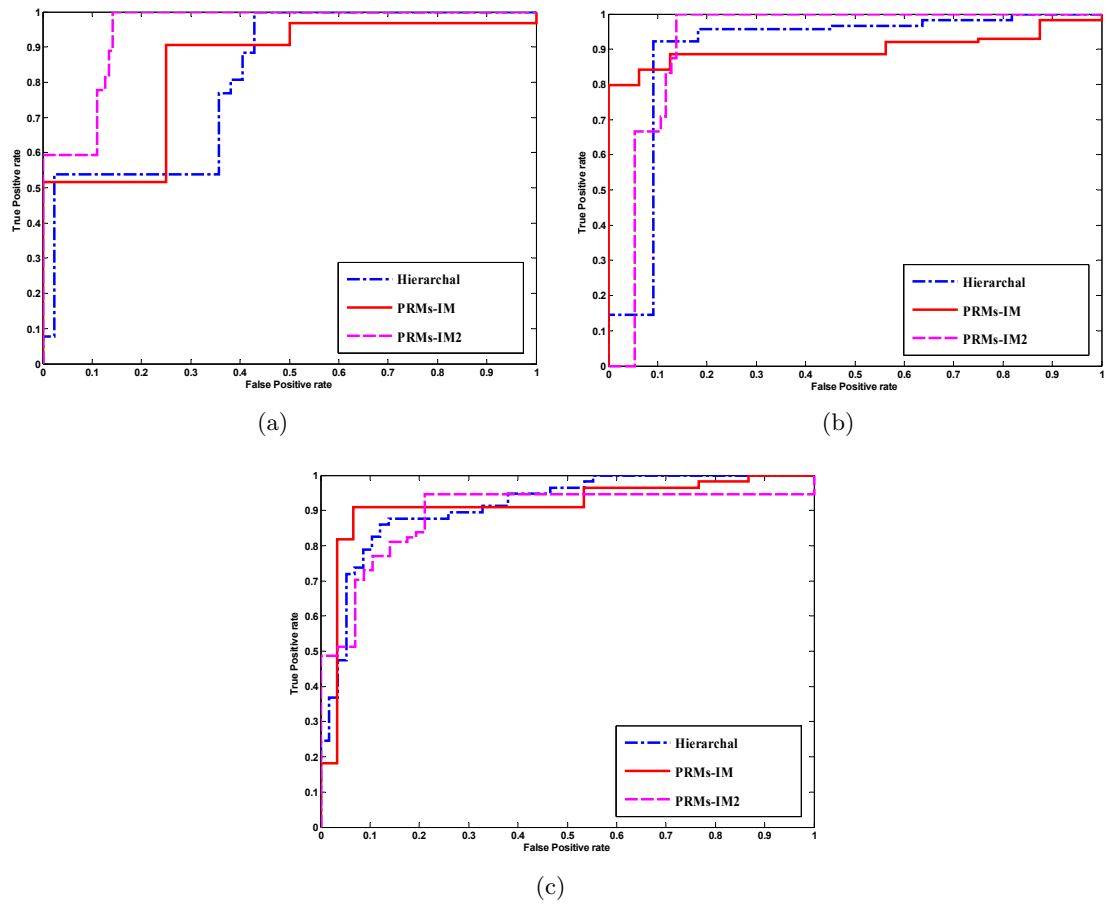 1
0.9
0.8
0.7
0.6
0.5
0.4
0.3
0.2
0.1
0
True Positive rate
Hierarchal
PRMs-IM
PRMs-IM2
0 0.1 0.2 0.3 0.4 0.5 0.6 0.7 0.8 0.9 1
False Positive rate
(a)
1
0.9
0.8
0.7
0.6
0.5
0.4
0.3
0.2
0.1
0
True Positive rate
Hierarchal
PRMs-IM
PRMs-IM2
0 0.1 0.2 0.3 0.4 0.5 0.6 0.7 0.8 0.9 1
False Positive rate
(b)
1
0.9
0.8
0.7
0.6
0.5
0.4
0.3
0.2
0.1
0
True Positive rate
Hierarchal
PRMs-IM
PRMs-IM2
0 0.1 0.2 0.3 0.4 0.5 0.6 0.7 0.8 0.9 1
False Positive rate
(c)